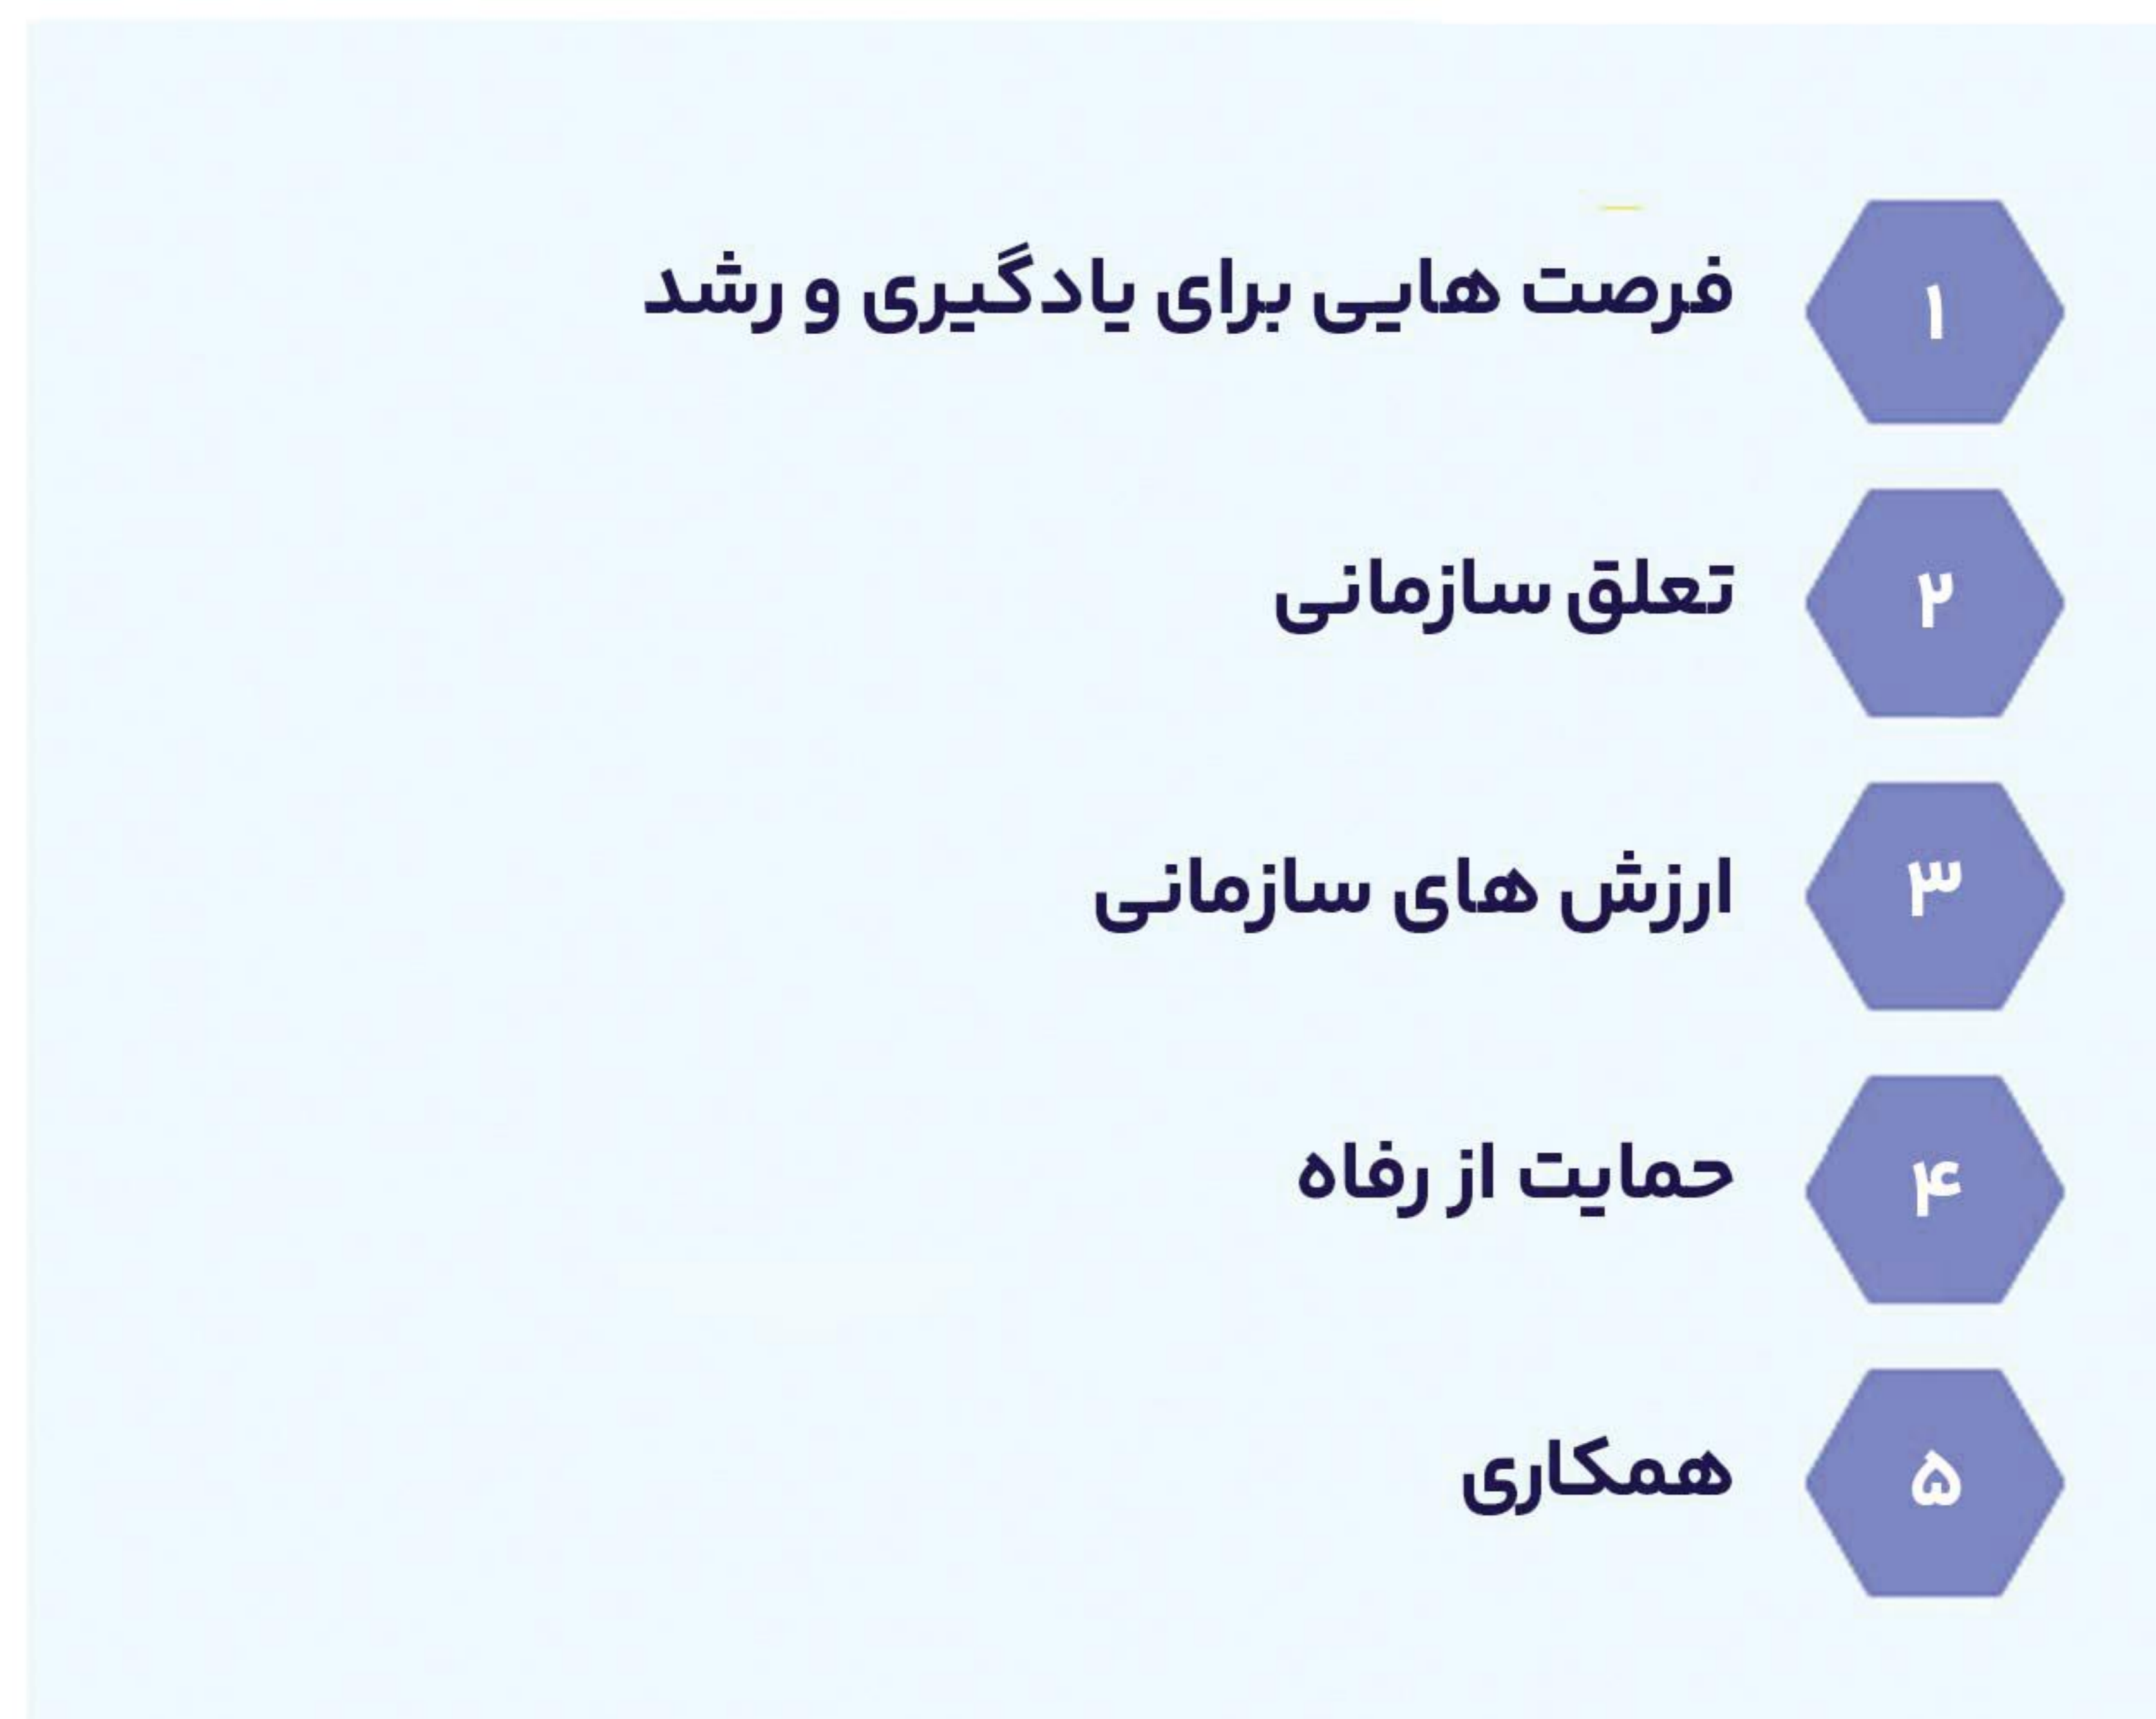 ۱ فرصت هایی برای یادگیری و رشد
۲ تعلق سازمانی
۳ ارزش های سازمانی
۴ حمایت از رفاه
۵ همکاری